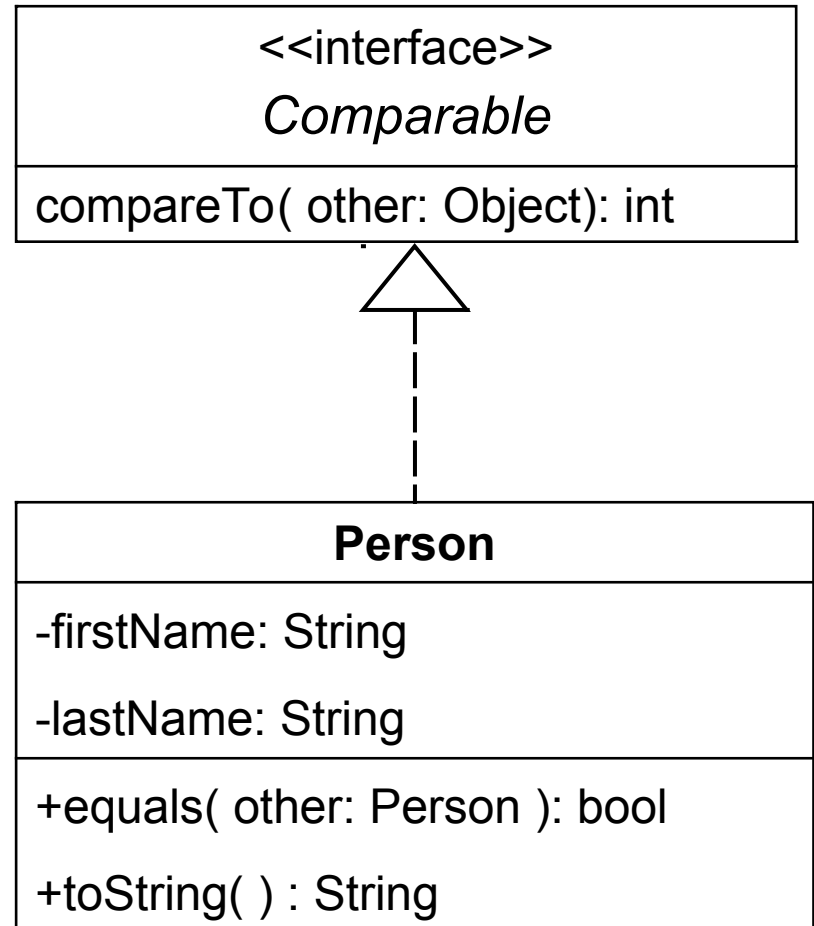 <<interface>>
Comparable
compareTo( other: Object): int
Person
-firstName: String
-lastName: String
+equals( other: Person ): bool
+toString( ) : String